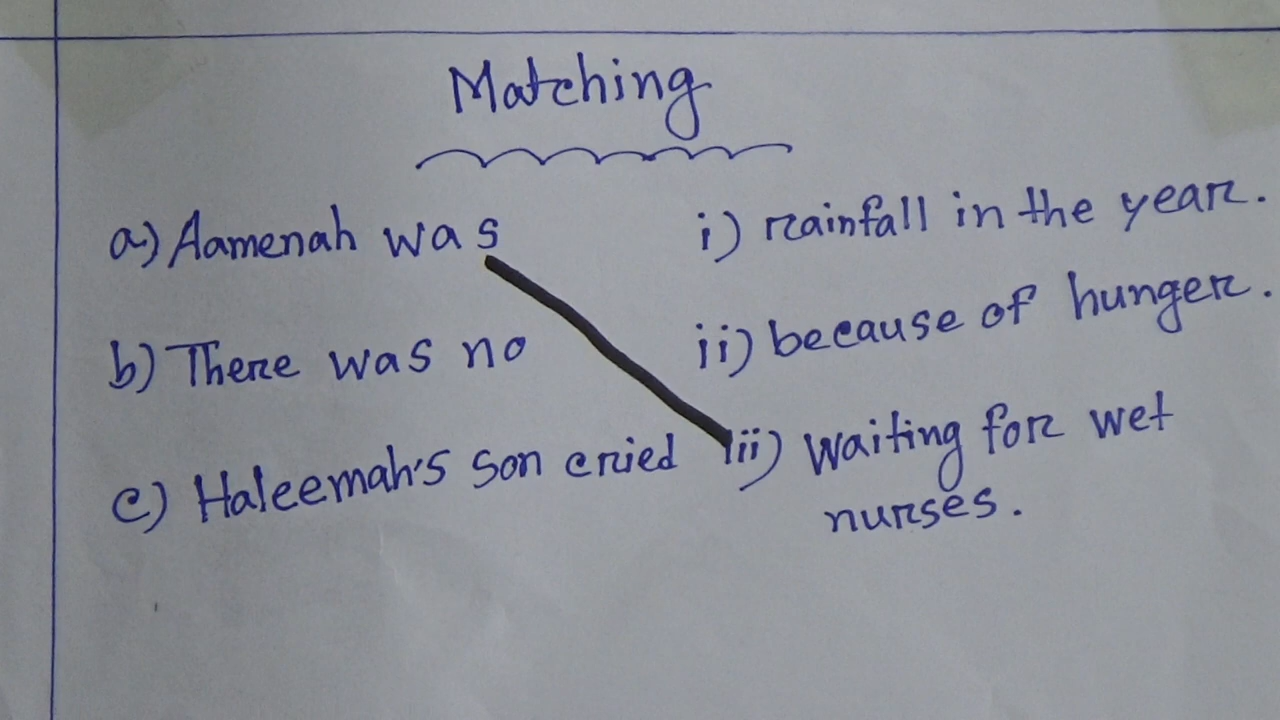 Matching
a) Aamenah was i) rainfall in the year.
b) There was no ii) because of hunger.
c) Haleemah's son cried iii) waiting for wet
nurses.